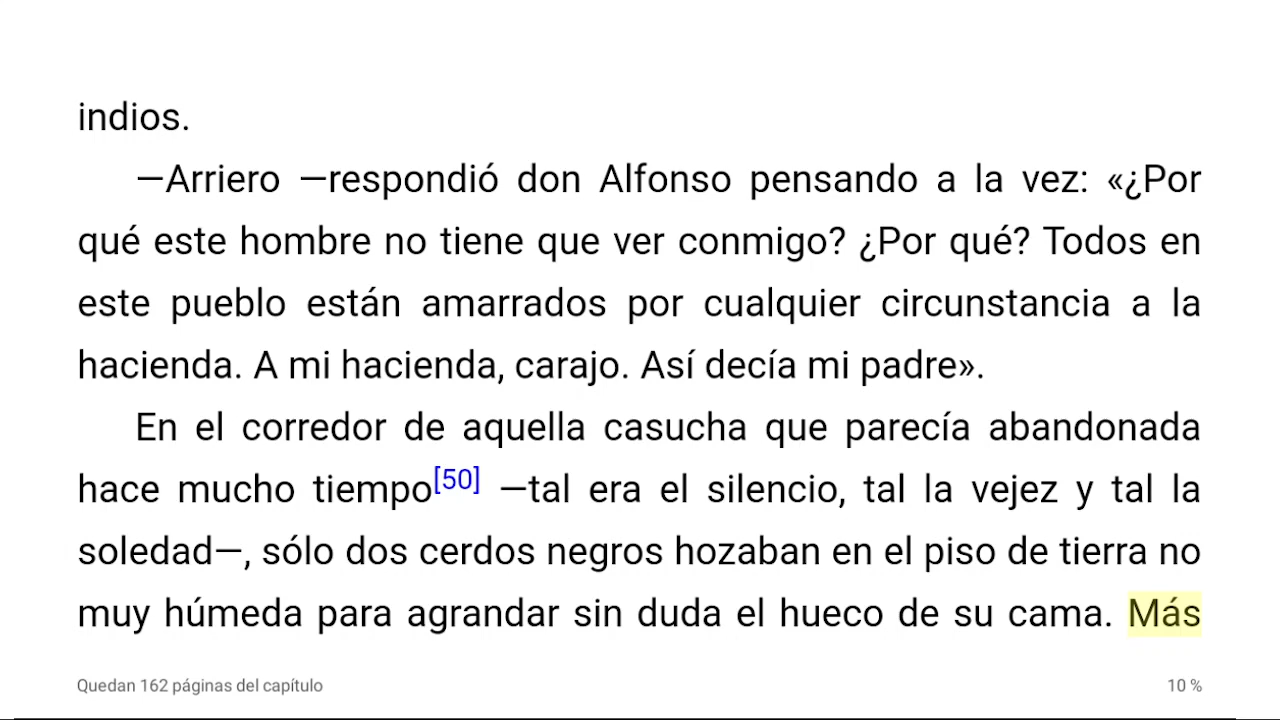 indios.
—Arriero —respondió don Alfonso pensando a la vez: «¿Por
qué este hombre no tiene que ver conmigo? ¿Por qué? Todos en
este pueblo están amarrados por cualquier circunstancia a la
hacienda. A mi hacienda, carajo. Así decía mi padre».
En el corredor de aquella casucha que parecía abandonada
hace mucho tiempo[50] —tal era el silencio, tal la vejez y tal la
soledad—, sólo dos cerdos negros hozaban en el piso de tierra no
muy húmeda para agrandar sin duda el hueco de su cama. Más
Quedan 162 páginas del capítulo
10 %